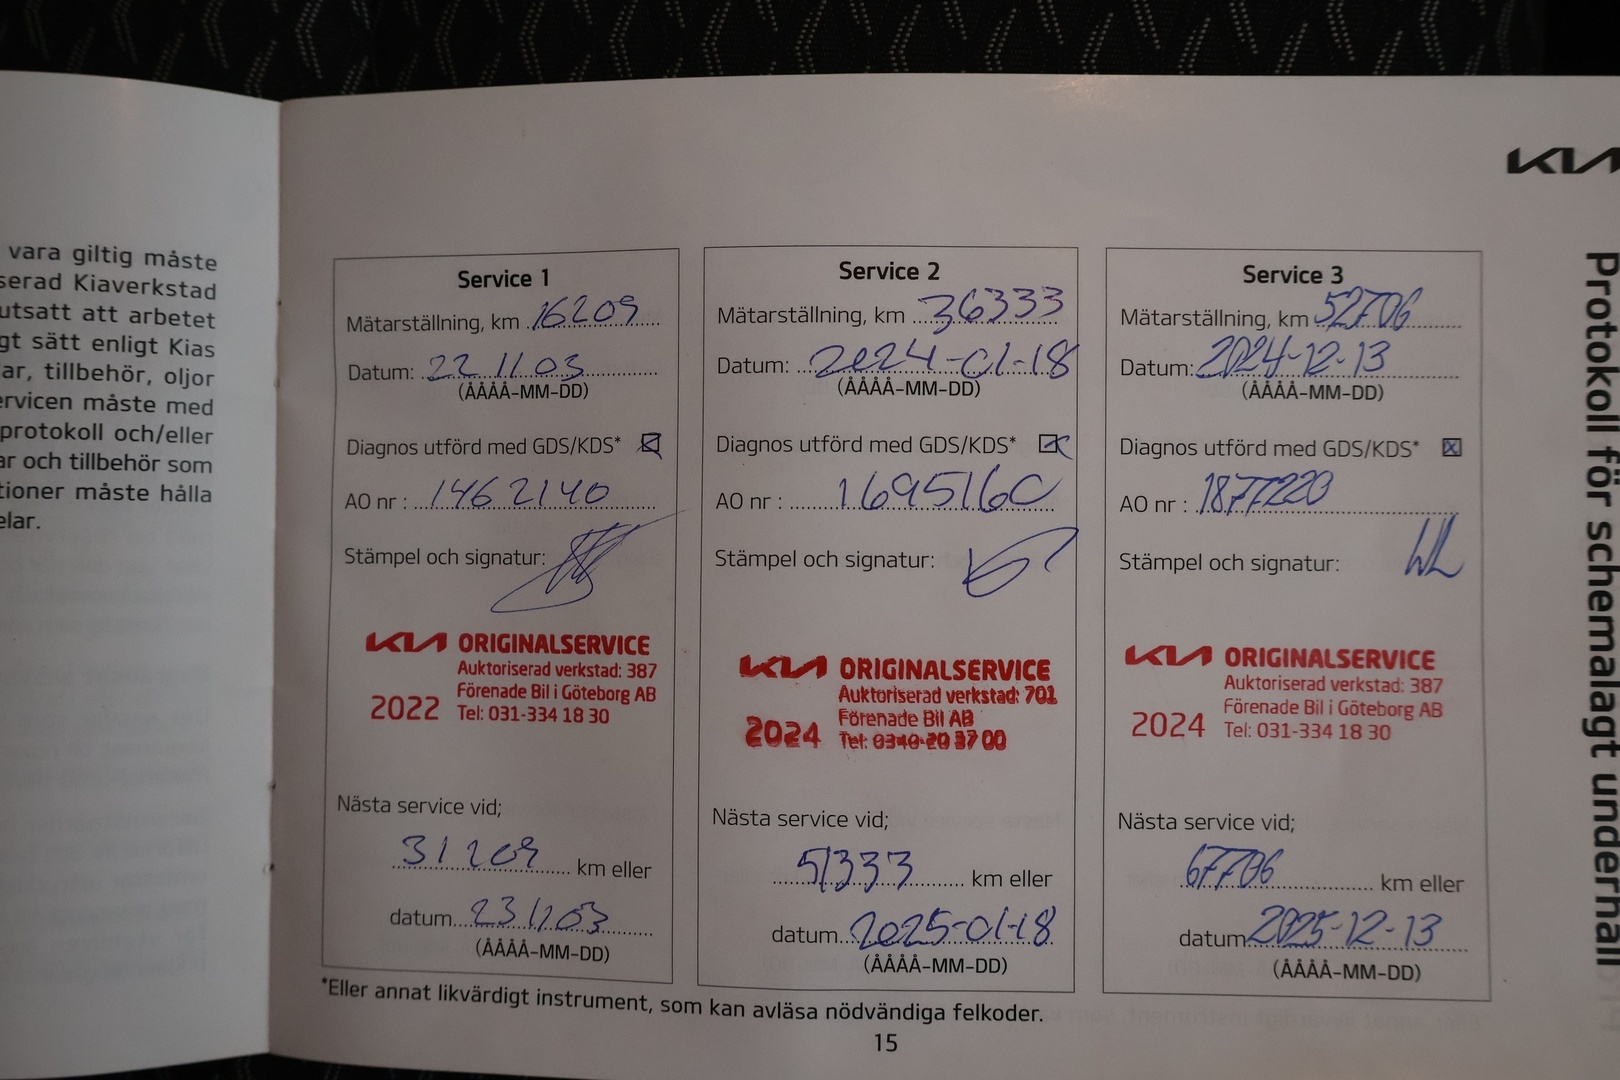 vara giltig måste
serad Kiaverkstad
utsatt att arbetet
gt sätt enligt Kias
ar, tillbehör, oljor
ervicen måste med
protokoll och/eller
ar och tillbehör som
tioner måste hålla
elar.
KIA
Protokoll för schemalagt underhåll
Service 1
Mätarställning, km 16209
Datum: 22 11 03
(ÅÅÅÅ-MM-DD)
Diagnos utförd med GDS/KDS*
AO nr : 1462140
Stämpel och signatur:
KIA ORIGINALSERVICE
Auktoriserad verkstad: 387
Förenade Bil i Göteborg AB
2022 Tel: 031-334 18 30
Nästa service vid;
31209 km eller
datum 231103
(ÅÅÅÅ-MM-DD)
Service 2
Mätarställning, km 36333
Datum: 2024-01-18
(ÅÅÅÅ-MM-DD)
Diagnos utförd med GDS/KDS*
AO nr : 1695160
Stämpel och signatur:
KIA ORIGINALSERVICE
Auktoriserad verkstad: 701
Förenade Bil AB
2024 Tel: 0340-20 37 00
Nästa service vid;
51333 km eller
datum 2025-01-18
(ÅÅÅÅ-MM-DD)
Service 3
Mätarställning, km 52706
Datum: 2024-12-13
(ÅÅÅÅ-MM-DD)
Diagnos utförd med GDS/KDS*
AO nr : 1877220
Stämpel och signatur: WL
KIA ORIGINALSERVICE
Auktoriserad verkstad: 387
Förenade Bil i Göteborg AB
2024 Tel: 031-334 18 30
Nästa service vid;
67706 km eller
datum 2025-12-13
(ÅÅÅÅ-MM-DD)
*Eller annat likvärdigt instrument, som kan avläsa nödvändiga felkoder.
15